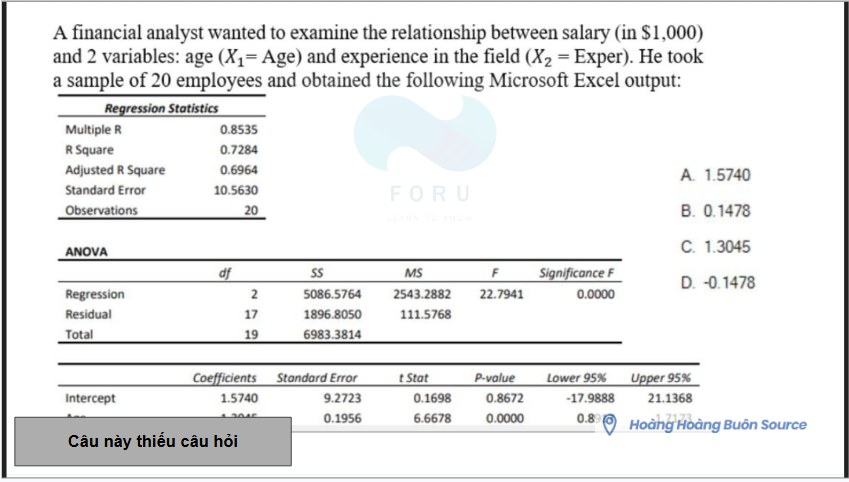 A financial analyst wanted to examine the relationship between salary (in $1,000)
and 2 variables: age (X₁= Age) and experience in the field (X₂ = Exper). He took
a sample of 20 employees and obtained the following Microsoft Excel output:
Regression Statistics
Multiple R 0.8535
R Square 0.7284
Adjusted R Square 0.6964
Standard Error 10.5630
Observations 20
FORU
A. 1.5740
B. 0.1478
C. 1.3045
D. -0.1478
ANOVA
df SS MS F Significance F
Regression 2 5086.5764 2543.2882 22.7941 0.0000
Residual 17 1896.8050 111.5768
Total 19 6983.3814
Coefficients Standard Error t Stat P-value Lower 95% Upper 95%
Intercept 1.5740 9.2723 0.1698 0.8672 -17.9888 21.1368
0.1956 6.6678 0.0000
Câu này thiếu câu hỏi
Hoàng Hoàng Buôn Source